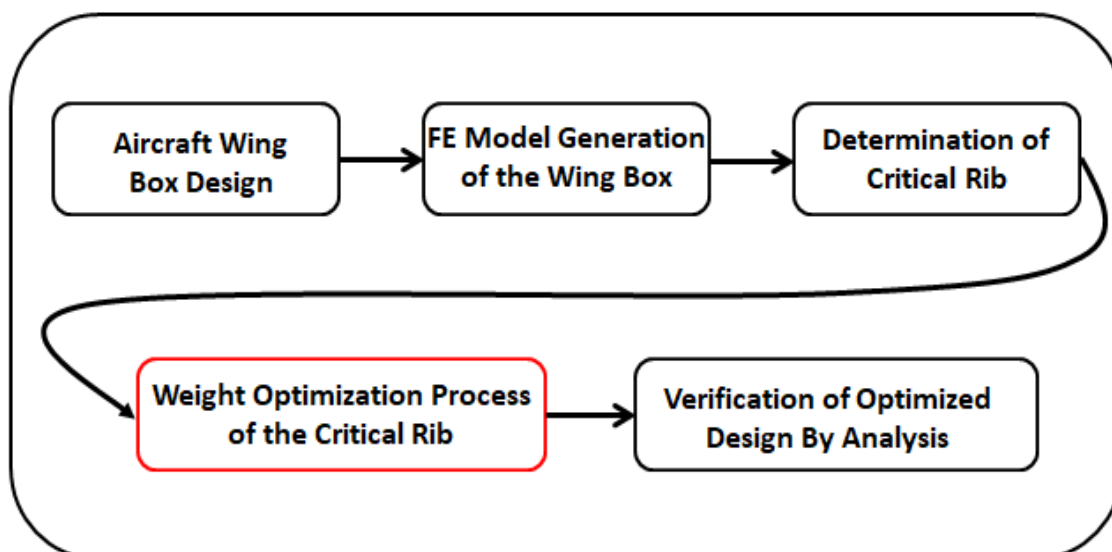 Aircraft Wing
Box Design
FE Model Generation
of the Wing Box
Determination of
Critical Rib
Weight Optimization Process
of the Critical Rib
Verification of Optimized
Design By Analysis